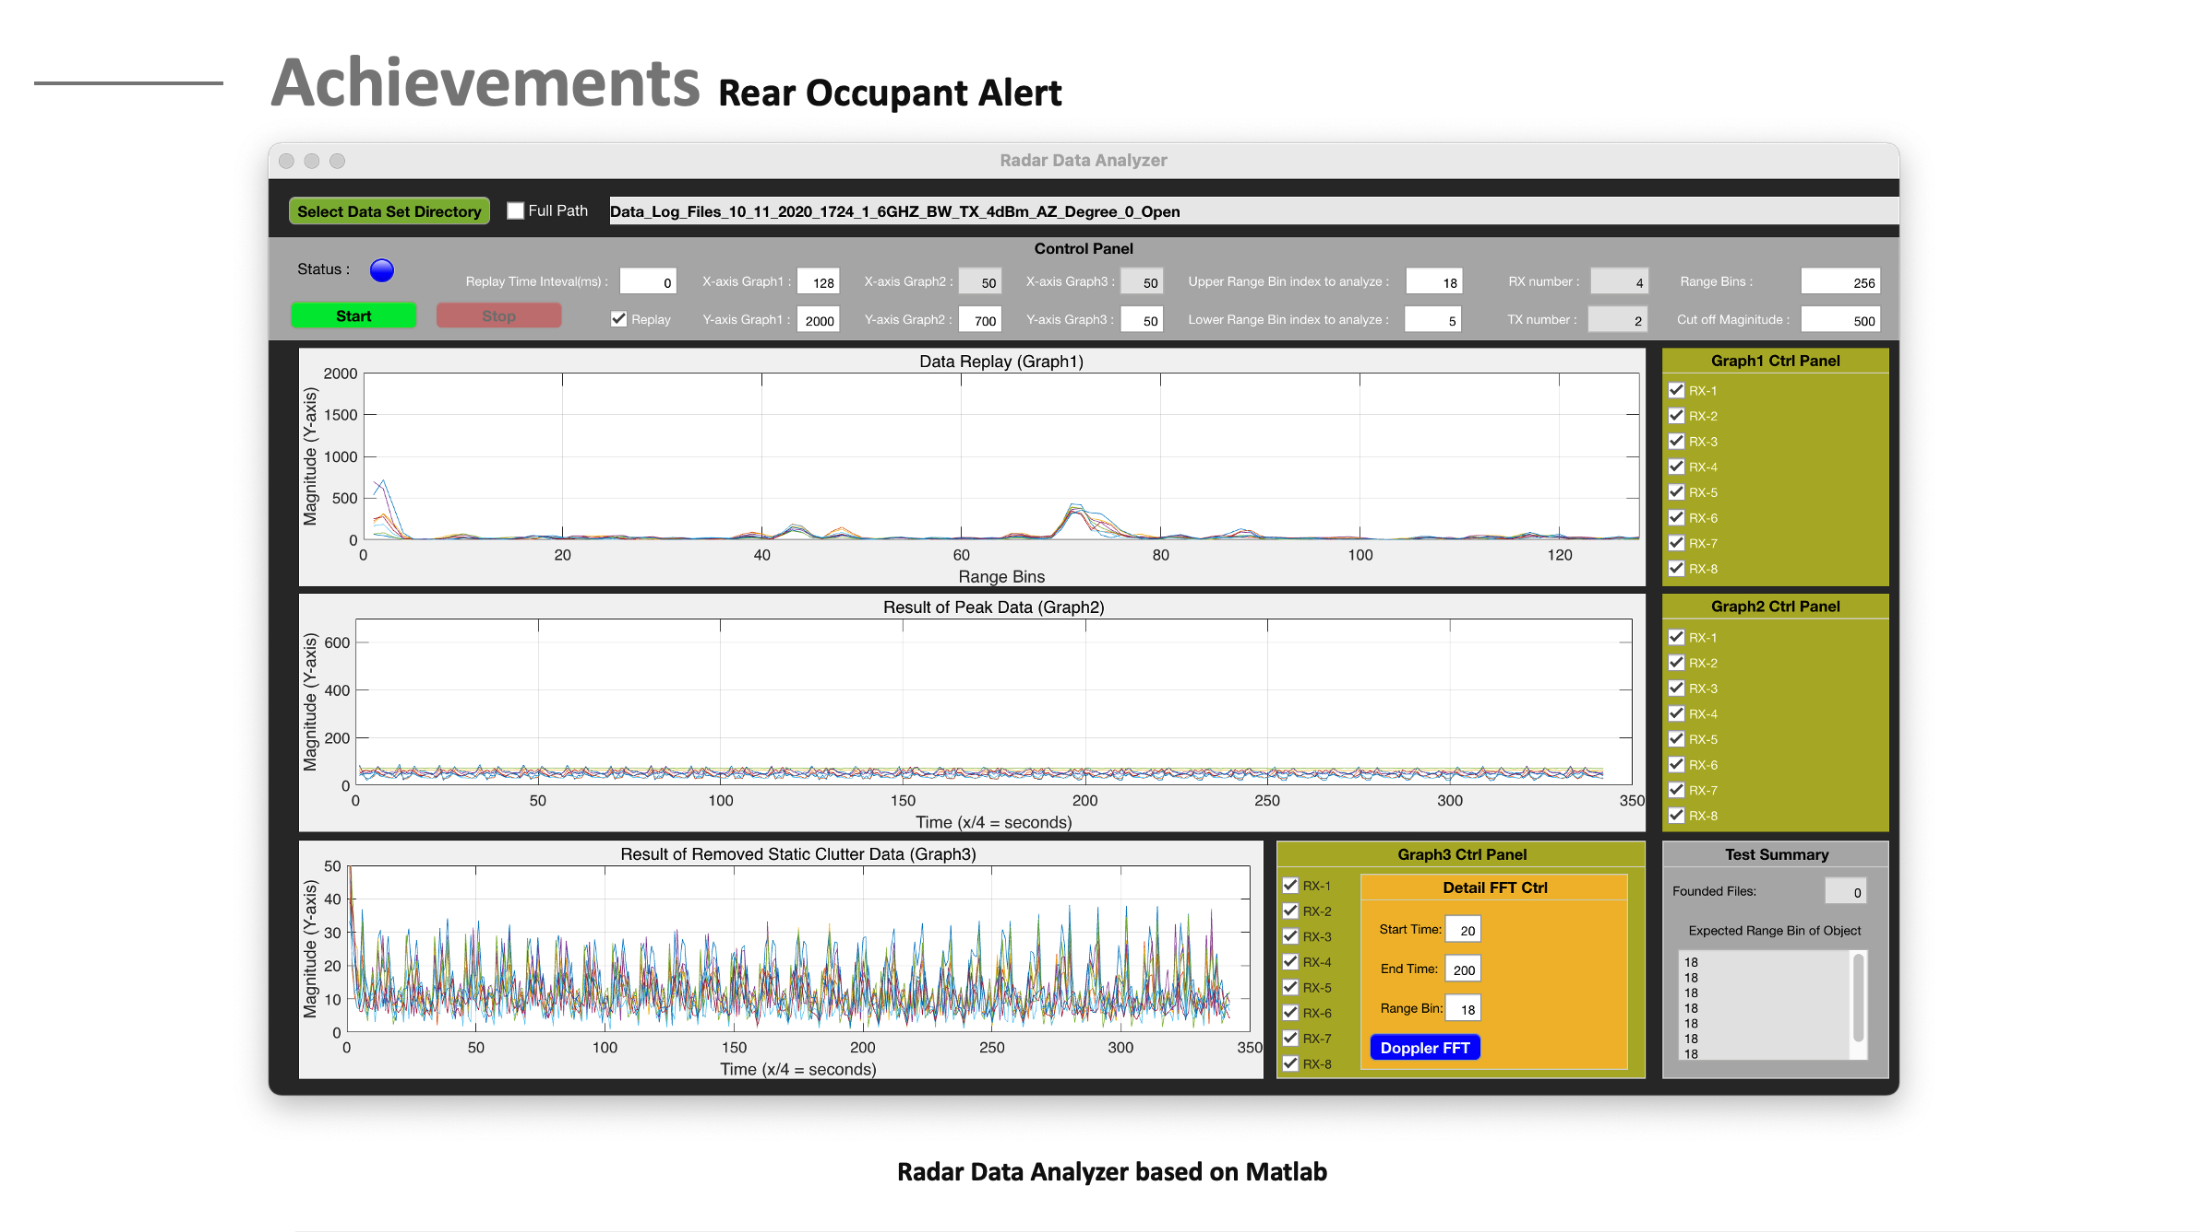 Achievements Rear Occupant Alert
Radar Data Analyzer
Select Data Set Directory Full Path Data_Log_Files_10_11_2020_1724_1_6GHZ_BW_TX_4dBm_AZ_Degree_0_Open
Control Panel
Status :
Replay Time Inteval(ms) : 0 X-axis Graph1 : 128 X-axis Graph2 : 50 X-axis Graph3 : 50 Upper Range Bin index to analyze : 18 RX number : 4 Range Bins : 256
Start Stop Replay Y-axis Graph1 : 2000 Y-axis Graph2 : 700 Y-axis Graph3 : 50 Lower Range Bin index to analyze : 5 TX number : 2 Cut off Maginitude : 500
Data Replay (Graph1)
Magnitude (Y-axis)
2000
1500
1000
500
0
0 20 40 60 80 100 120
Range Bins
Graph1 Ctrl Panel
RX-1
RX-2
RX-3
RX-4
RX-5
RX-6
RX-7
RX-8
Result of Peak Data (Graph2)
Magnitude (Y-axis)
600
400
200
0
0 50 100 150 200 250 300 350
Time (x/4 = seconds)
Graph2 Ctrl Panel
RX-1
RX-2
RX-3
RX-4
RX-5
RX-6
RX-7
RX-8
Result of Removed Static Clutter Data (Graph3)
Magnitude (Y-axis)
50
40
30
20
10
0
0 50 100 150 200 250 300 350
Time (x/4 = seconds)
Graph3 Ctrl Panel
RX-1
RX-2
RX-3
RX-4
RX-5
RX-6
RX-7
RX-8
Detail FFT Ctrl
Start Time: 20
End Time: 200
Range Bin: 18
Doppler FFT
Test Summary
Founded Files: 0
Expected Range Bin of Object
18
18
18
18
18
18
18
Radar Data Analyzer based on Matlab